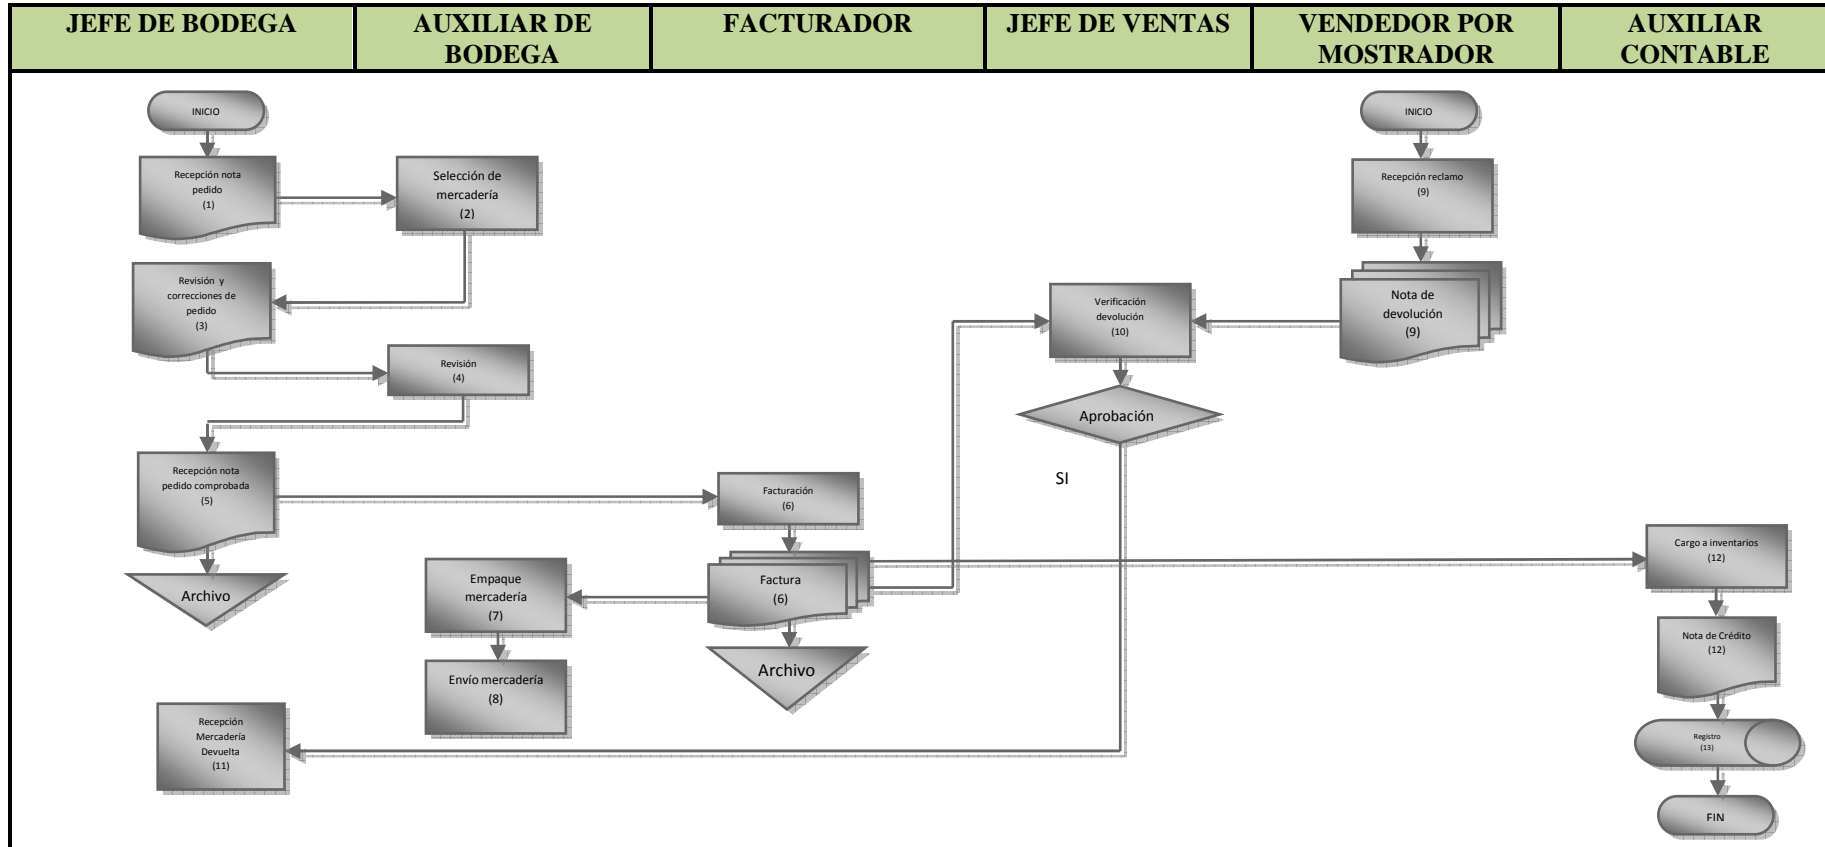 JEFE DE BODEGA
AUXILIAR DE
BODEGA
FACTURADOR
JEFE DE VENTAS
VENDEDOR POR
MOSTRADOR
AUXILIAR
CONTABLE
INICIO
Recepción nota
pedido
(1)
Selección de
mercadería
(2)
Revisión y
correcciones de
pedido
(3)
Revisión
(4)
Recepción nota
pedido comprobada
(5)
Archivo
Facturación
(6)
Factura
(6)
Archivo
Empaque
mercadería
(7)
Envío mercadería
(8)
INICIO
Recepción reclamo
(9)
Nota de
devolución
(9)
Verificación
devolución
(10)
Aprobación
SI
Recepción
Mercadería
Devuelta
(11)
Cargo a inventarios
(12)
Nota de Crédito
(12)
Registro
(13)
FIN